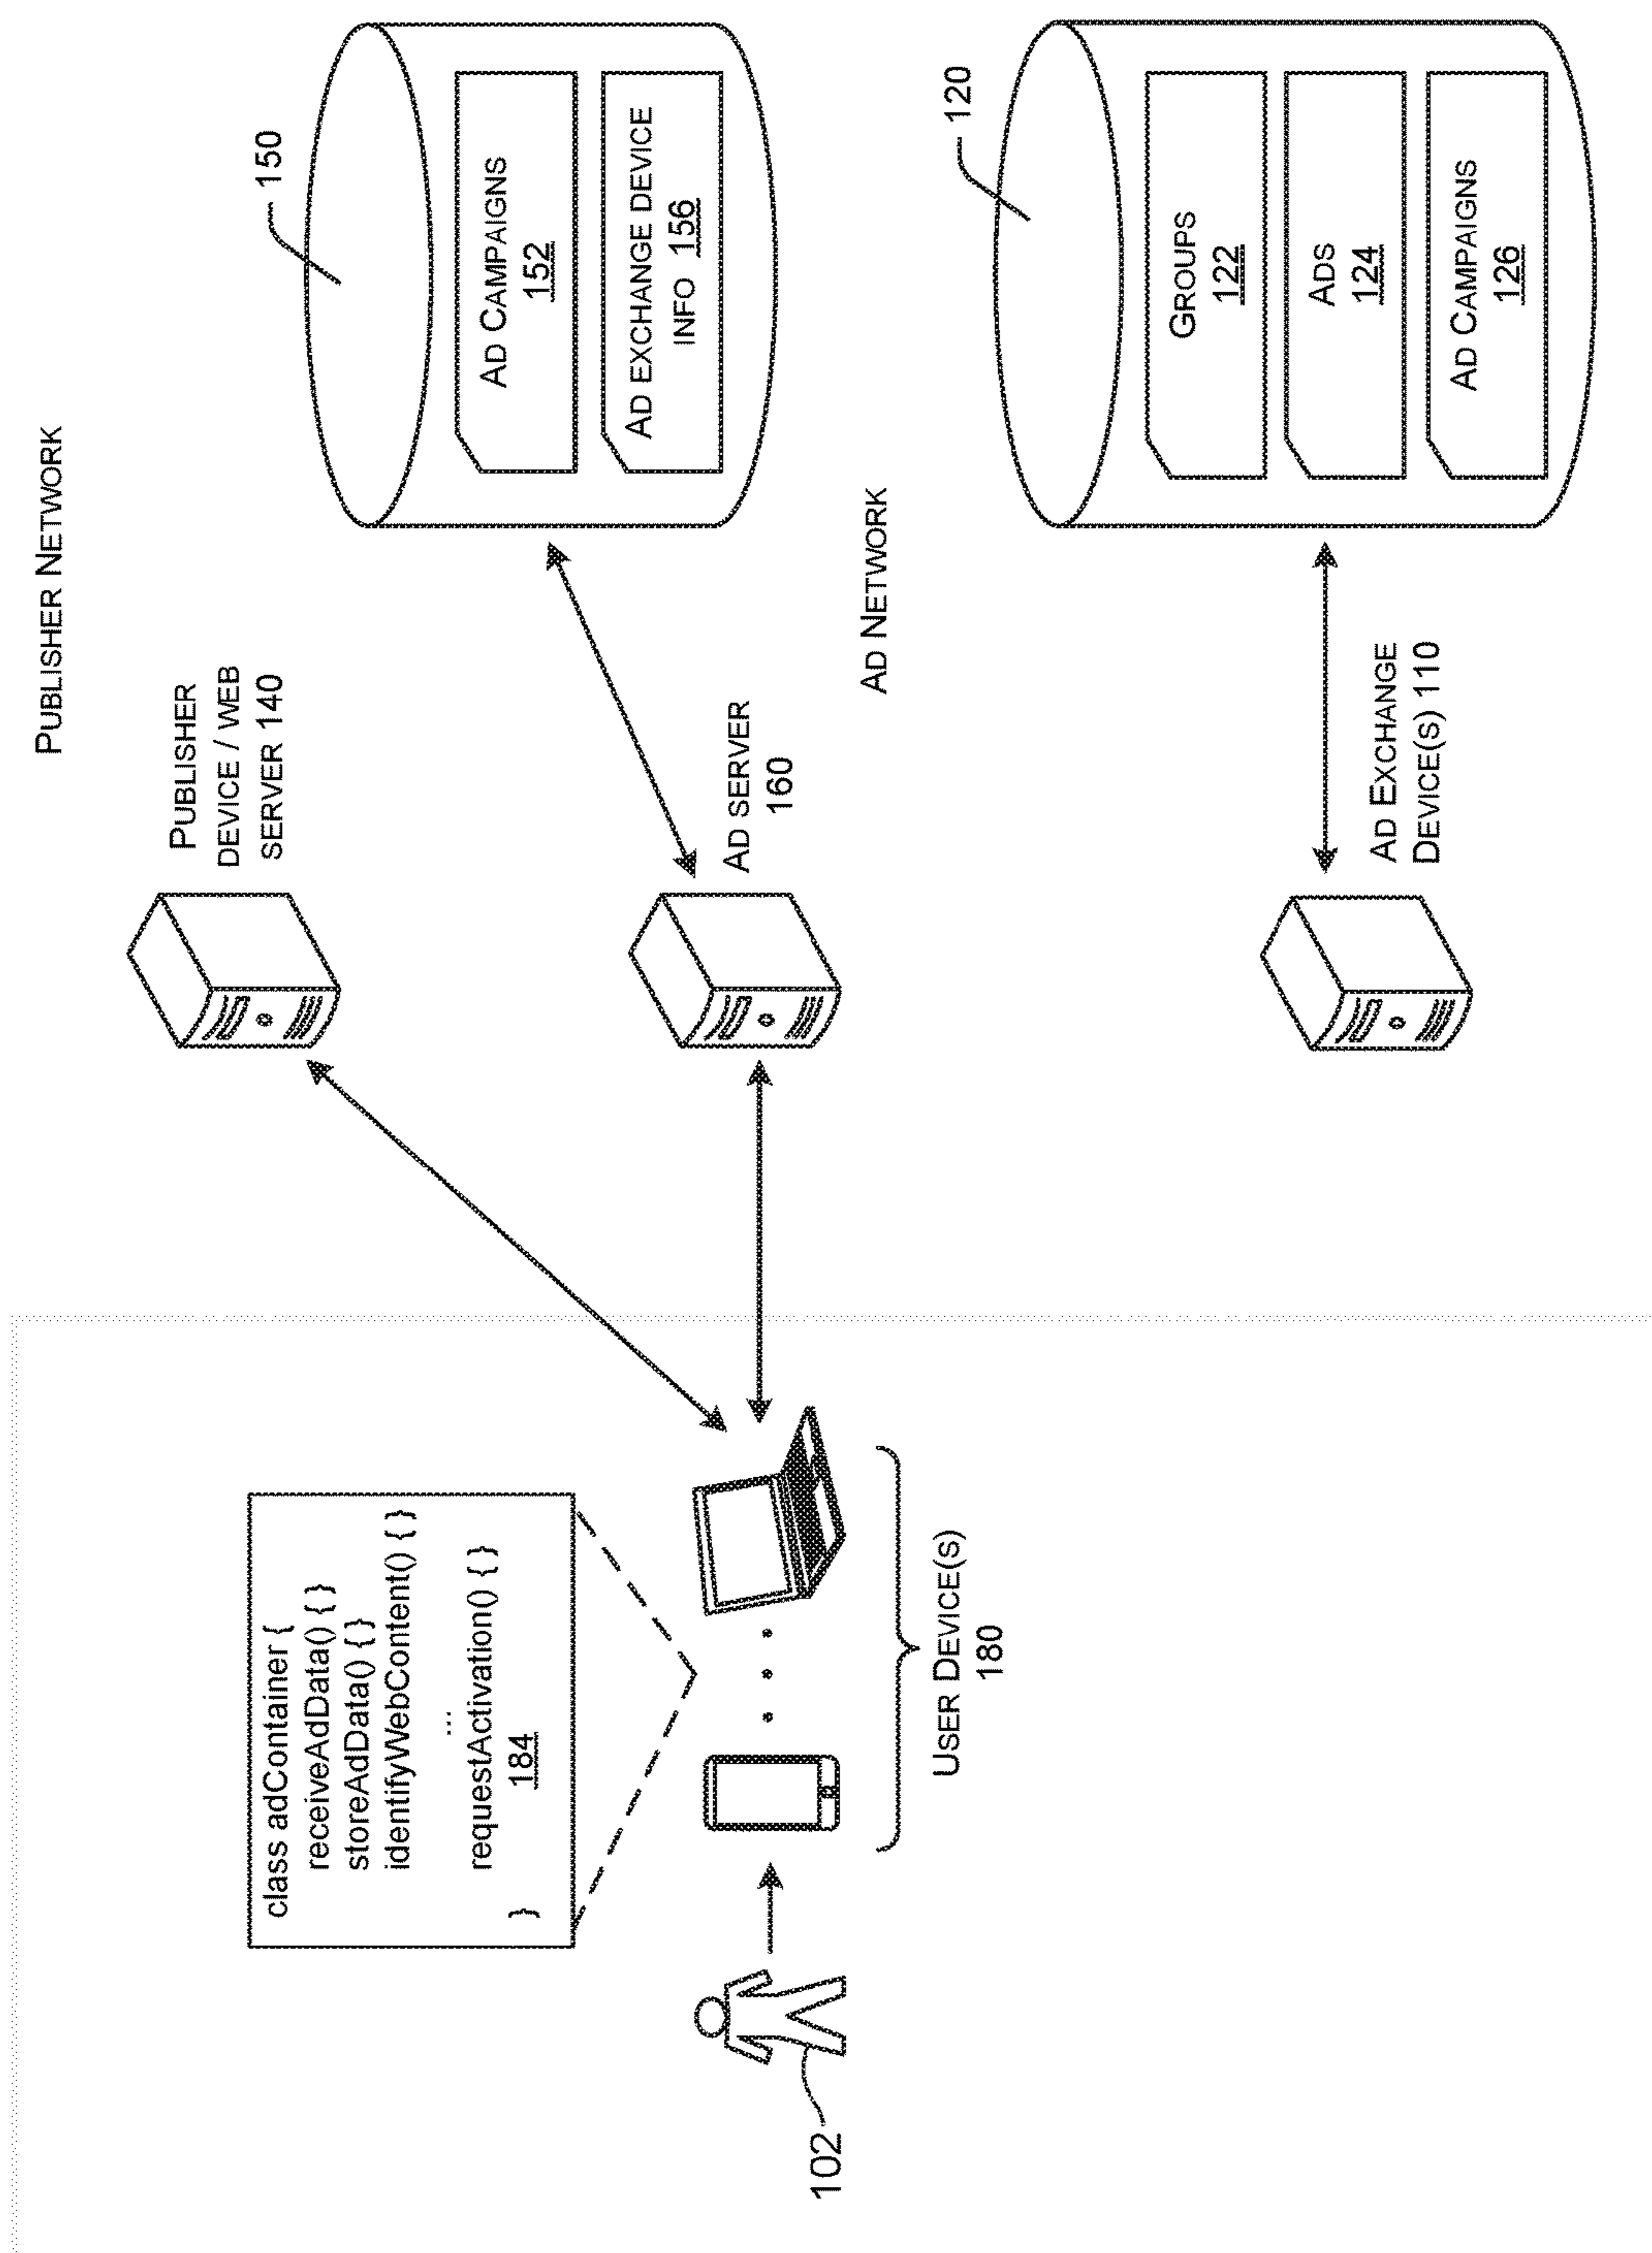 PUBLISHER NETWORK
PUBLISHER
DEVICE / WEB
SERVER 140
150
AD CAMPAIGNS
152
AD EXCHANGE DEVICE
INFO 156
class adContainer {
receiveAdData() { }
storeAdData() { }
identifyWebContent() { }
...
requestActivation() { }
184
}
AD SERVER
160
102
USER DEVICE(S)
180
AD NETWORK
120
GROUPS
122
ADS
124
AD CAMPAIGNS
126
AD EXCHANGE
DEVICE(S) 110